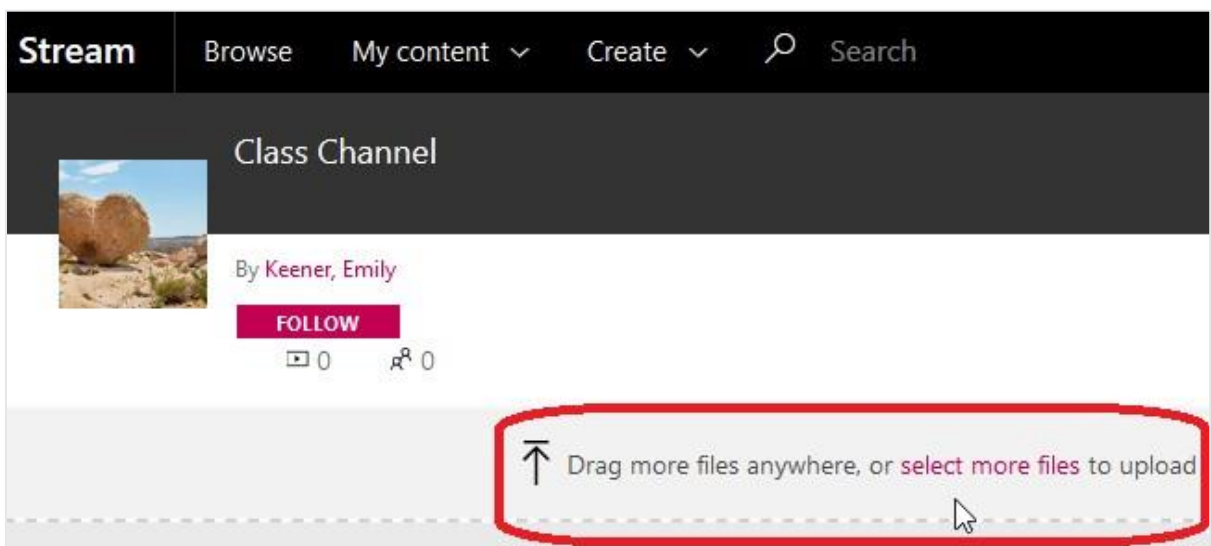 Stream Browse My content Create Search
Class Channel
By Keener, Emily
FOLLOW
0 0
Drag more files anywhere, or select more files to upload